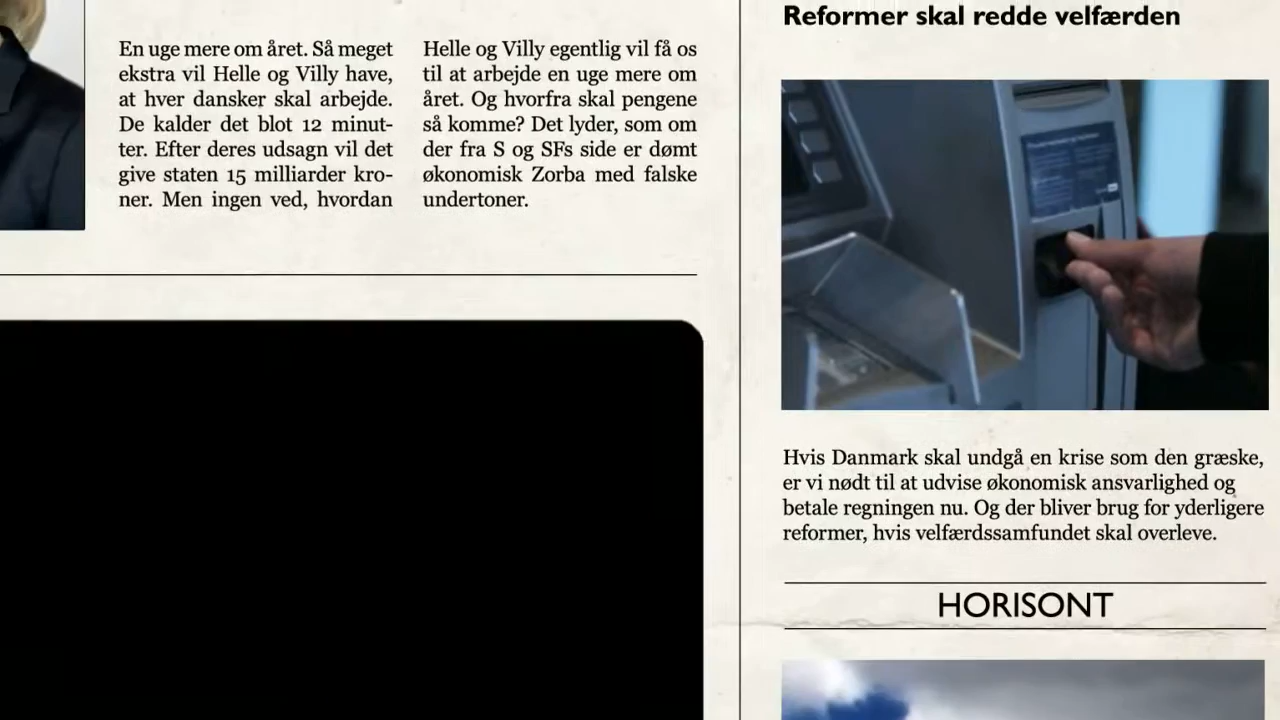 En uge mere om året. Så meget
ekstra vil Helle og Villy have,
at hver dansker skal arbejde.
De kalder det blot 12 minut-
ter. Efter deres udsagn vil det
give staten 15 milliarder kro-
ner. Men ingen ved, hvordan
Helle og Villy egentlig vil få os
til at arbejde en uge mere om
året. Og hvorfra skal pengene
så komme? Det lyder, som om
der fra S og SFs side er dømt
økonomisk Zorba med falske
undertoner.
Reformer skal redde velfærden
Hvis Danmark skal undgå en krise som den græske,
er vi nødt til at udvise økonomisk ansvarlighed og
betale regningen nu. Og der bliver brug for yderligere
reformer, hvis velfærdssamfundet skal overleve.
HORISONT